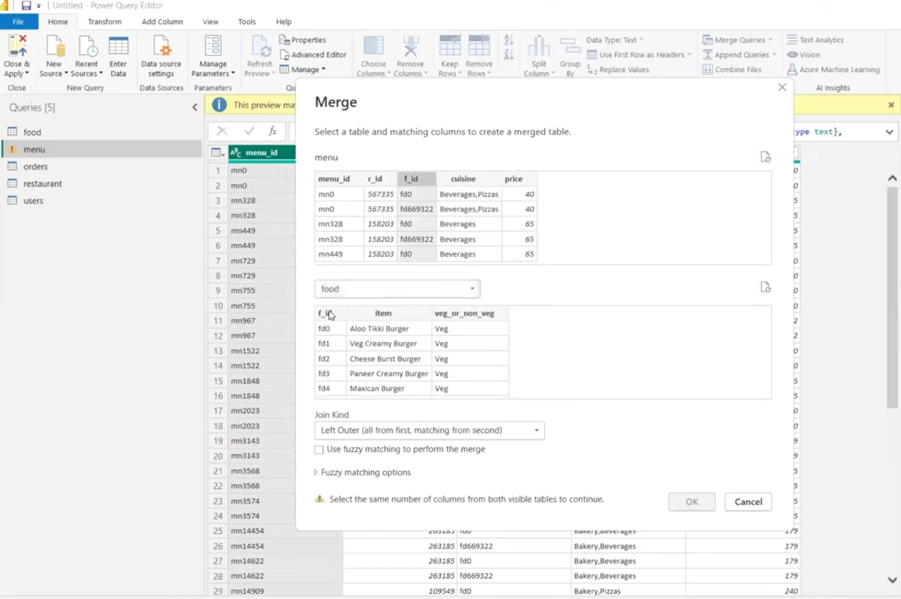 Untitled - Power Query Editor
File Home Transform Add Column View Tools Help
Close & Apply
New Source
Recent Sources
Enter Data
Data source settings
Manage Parameters
Refresh Preview
Properties
Advanced Editor
Manage
Choose Columns
Remove Columns
Keep Rows
Remove Rows
Split Column
Group By
Data Type: Text
Use First Row as Headers
Replace Values
Merge Queries
Append Queries
Combine Files
Text Analytics
Vision
Azure Machine Learning
Close
New Query
Data Sources
Parameters
AI Insights
Queries [5]
This preview may
food
menu
orders
restaurant
users
fx
type text},
menu_id
1 mn0
2 mn0
3 mn328
4 mn328
5 mn449
6 mn449
7 mn729
8 mn729
9 mn755
10 mn755
11 mn967
12 mn967
13 mn1522
14 mn1522
15 mn1848
16 mn1848
17 mn2023
18 mn2023
19 mn3143
20 mn3143
21 mn3568
22 mn3568
23 mn3574
24 mn3574
25 mn14454 263185 fd0 Bakery,Beverages 179
26 mn14454 263185 fd669322 Bakery,Beverages 179
27 mn14622 263185 fd0 Bakery,Beverages 179
28 mn14622 263185 fd669322 Bakery,Beverages 179
29 mn14909 109549 fd0 Bakery,Pizzas 240
Merge
Select a table and matching columns to create a merged table.
menu
menu_id r_id f_id cuisine price
mn0 567335 fd0 Beverages,Pizzas 40
mn0 567335 fd669322 Beverages,Pizzas 40
mn328 158203 fd0 Beverages 65
mn328 158203 fd669322 Beverages 65
mn449 158203 fd0 Beverages 65
food
f_id item veg_or_non_veg
fd0 Aloo Tikki Burger Veg
fd1 Veg Creamy Burger Veg
fd2 Cheese Burst Burger Veg
fd3 Paneer Creamy Burger Veg
fd4 Maxican Burger Veg
Join Kind
Left Outer (all from first, matching from second)
Use fuzzy matching to perform the merge
Fuzzy matching options
Select the same number of columns from both visible tables to continue.
OK
Cancel